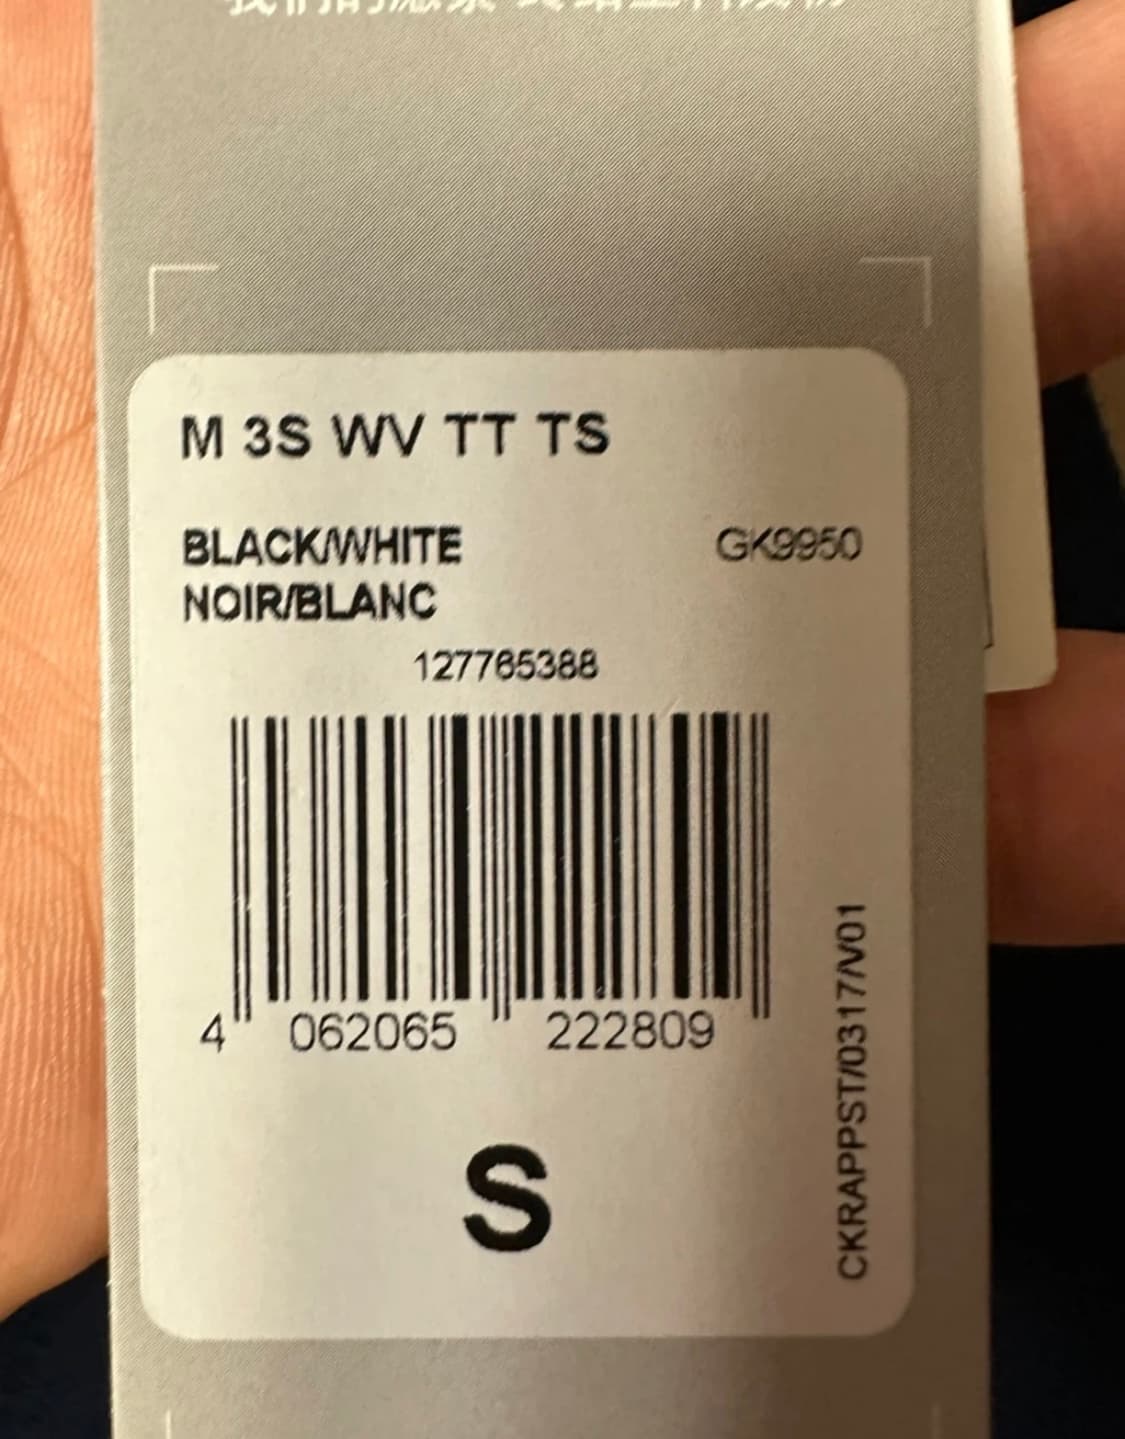 M 3S WV TT TS
BLACK/WHITE GK9950
NOIR/BLANC
127765388
4 062065 222809
S
CKRAPPST/0317/V01